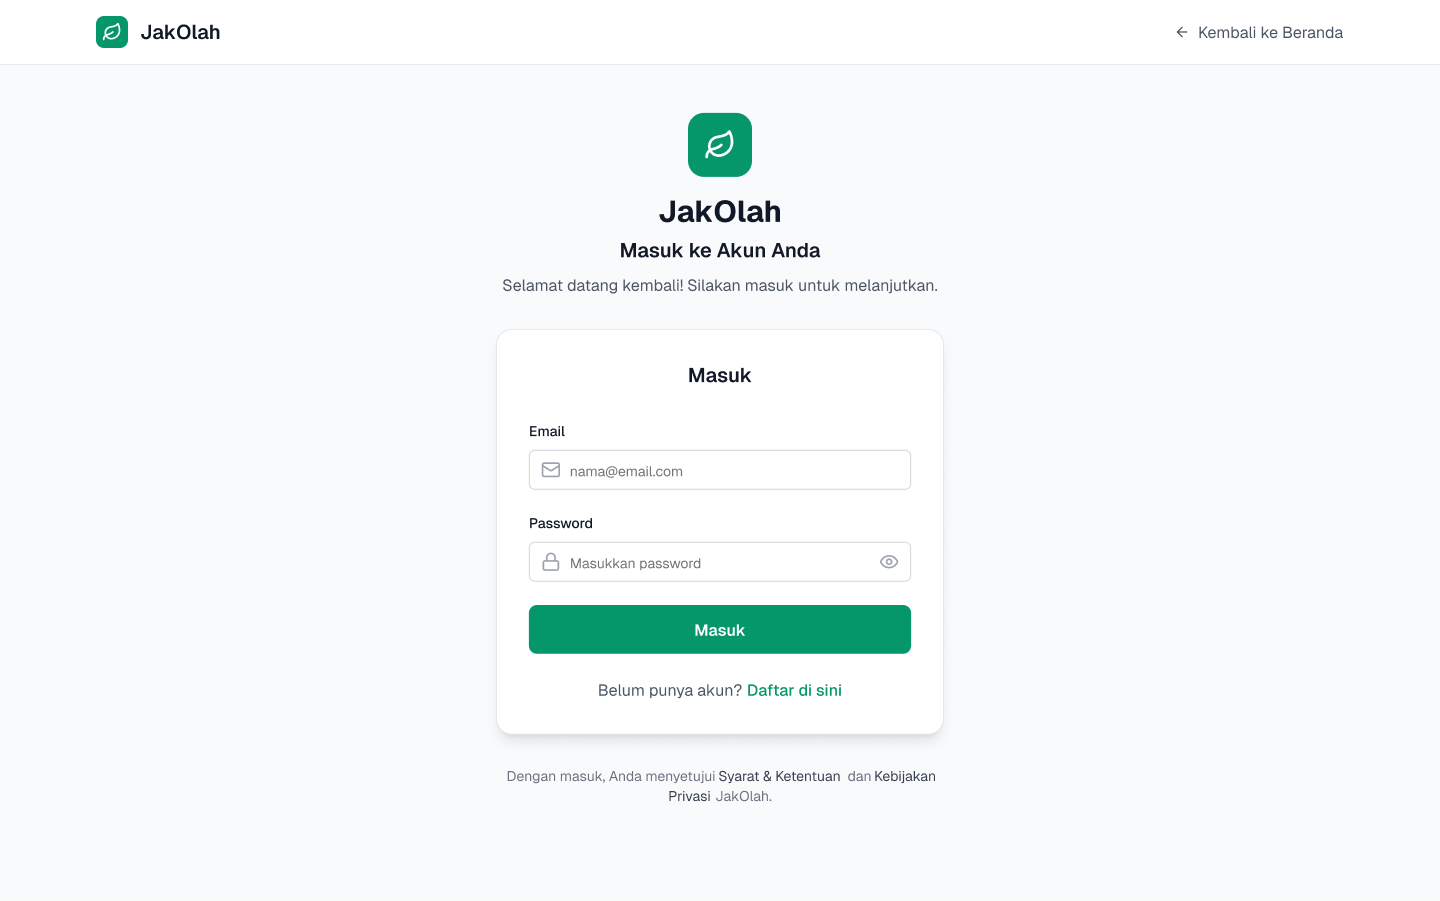 JakOlah
Kembali ke Beranda
JakOlah
Masuk ke Akun Anda
Selamat datang kembali! Silakan masuk untuk melanjutkan.
Masuk
Email
nama@email.com
Password
Masukkan password
Masuk
Belum punya akun? Daftar di sini
Dengan masuk, Anda menyetujui Syarat & Ketentuan dan Kebijakan
Privasi JakOlah.